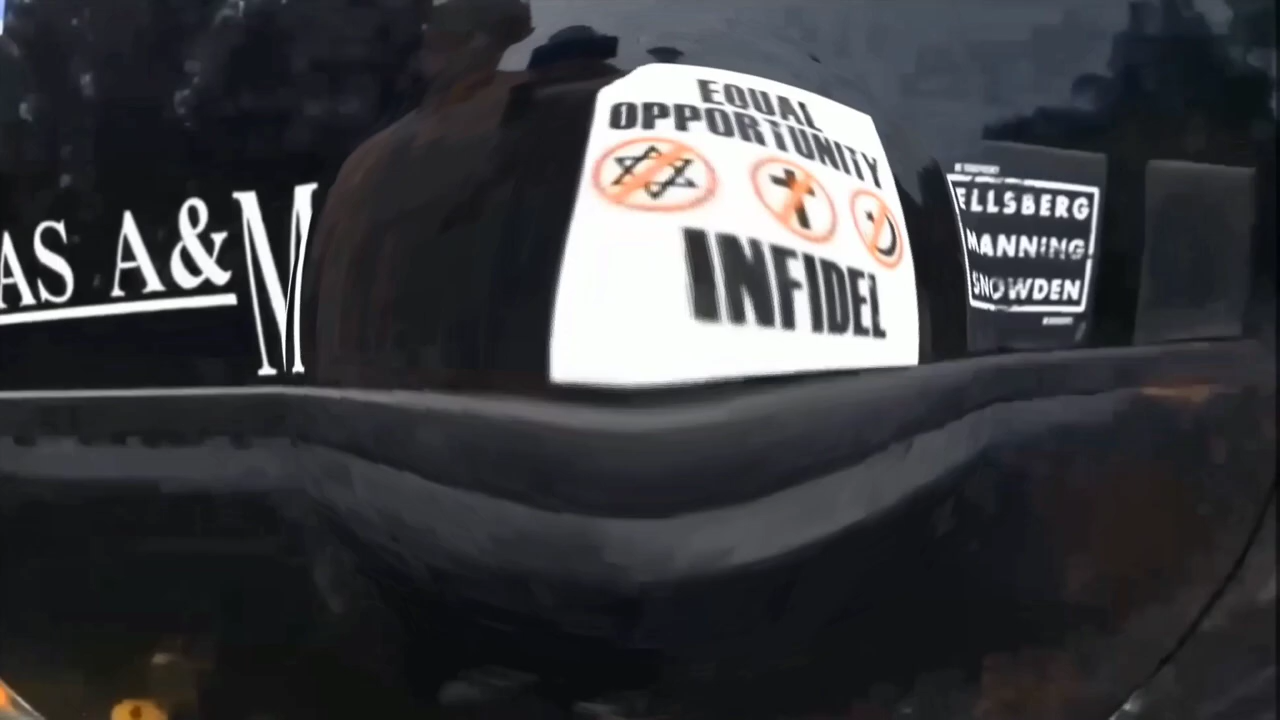 AS A&M
EQUAL
OPPORTUNITY
INFIDEL
ELLSBERG
MANNING
SNOWDEN